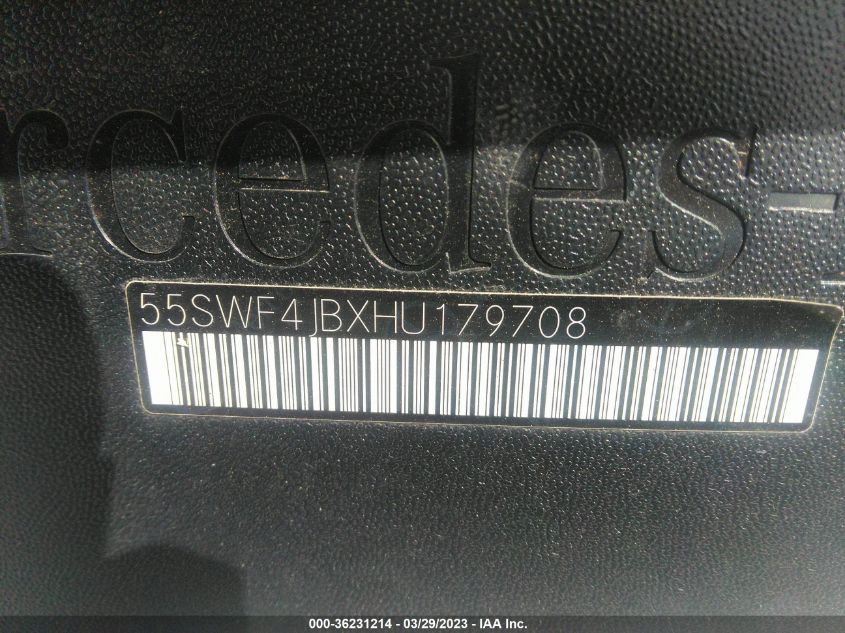 rcedes-
55SWF4JBXHU179708
000-36231214 - 03/29/2023 - IAA Inc.